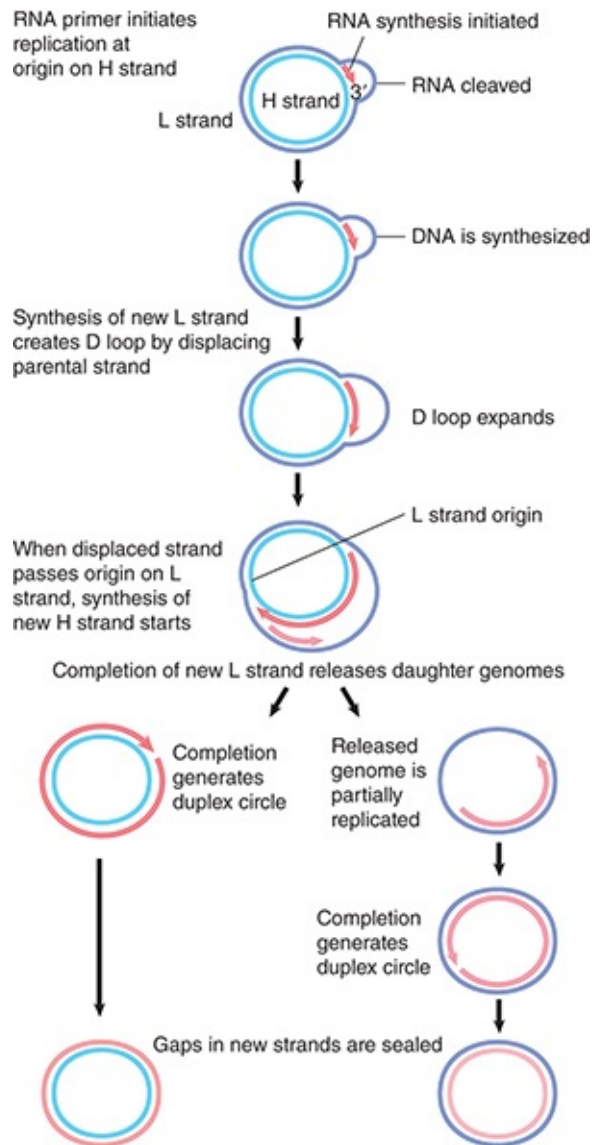 RNA primer initiates
replication at
origin on H strand
RNA synthesis initiated
3′
RNA cleaved
H strand
L strand
DNA is synthesized
Synthesis of new L strand
creates D loop by displacing
parental strand
D loop expands
L strand origin
When displaced strand
passes origin on L
strand, synthesis of
new H strand starts
Completion of new L strand releases daughter genomes
Completion
generates
duplex circle
Released
genome is
partially
replicated
Completion
generates
duplex circle
Gaps in new strands are sealed